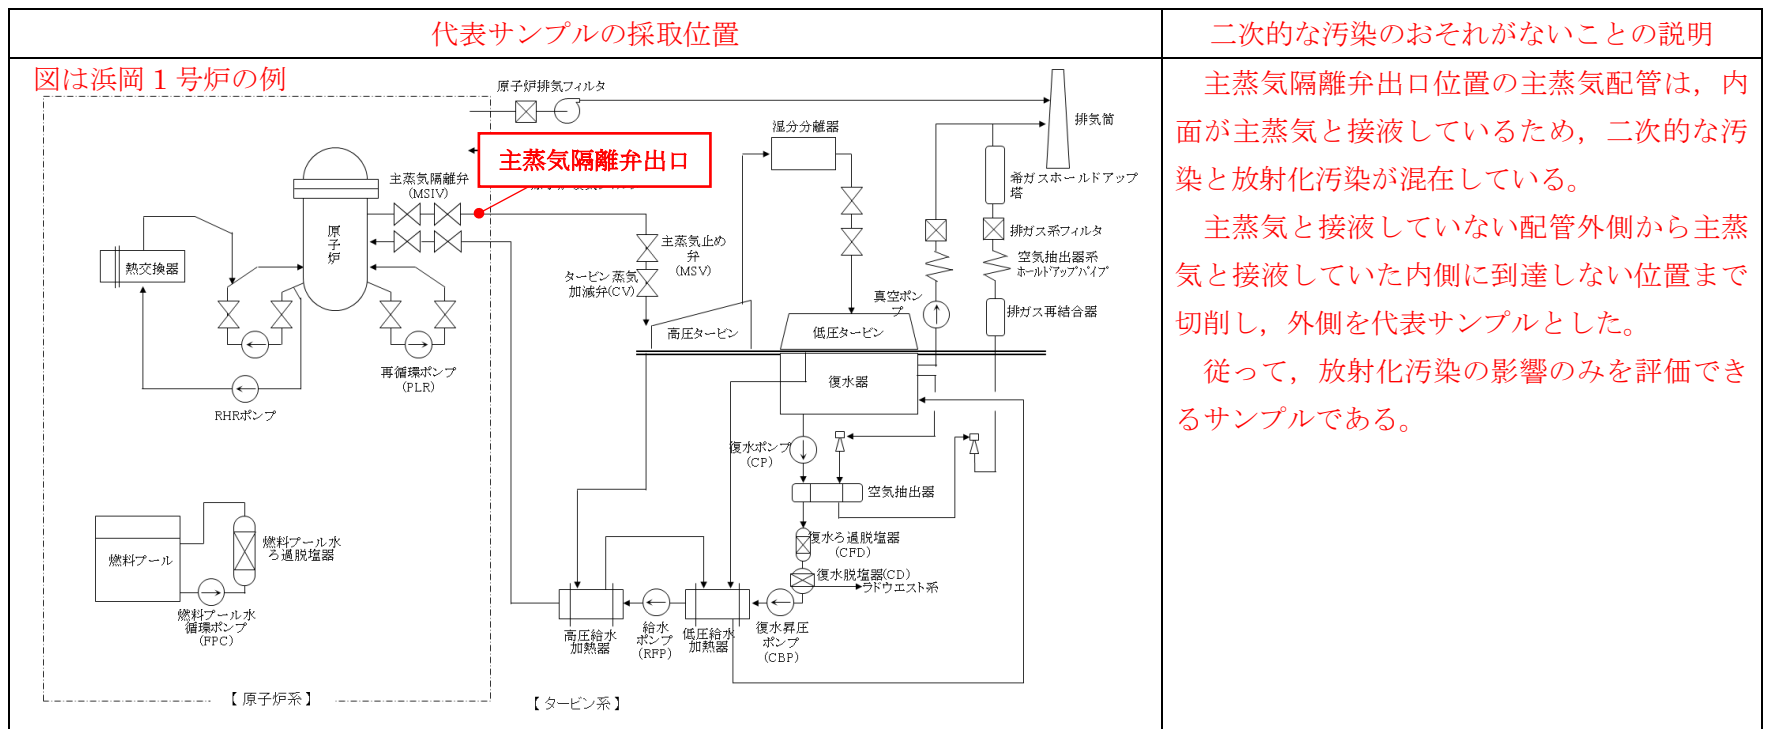 代表サンプルの採取位置
二次的な汚染のおそれがないことの説明
図は浜岡1号炉の例
原子炉排気フィルタ
排気筒
湿分分離器
主蒸気隔離弁出口
主蒸気隔離弁
(MSIV)
希ガスホールドアップ
塔
原
子
炉
熱交換器
主蒸気止め
弁
(MSV)
排ガス系フィルタ
空気抽出器系
ホールドアップパイプ
タービン蒸気
加減弁(CV)
真空ポン
プ
排ガス再結合器
高圧タービン
低圧タービン
再循環ポンプ
(PLR)
復水器
RHRポンプ
復水ポンプ
(CP)
空気抽出器
燃料プール
燃料プール水
ろ過脱塩器
復水ろ過脱塩器
(CFD)
復水脱塩器(CD)
ラドウエスト系
燃料プール水
循環ポンプ
(FPC)
高圧給水
加熱器
給水
ポンプ
(RFP)
低圧給水
加熱器
復水昇圧
ポンプ
(CBP)
【原子炉系】
【タービン系】
主蒸気隔離弁出口位置の主蒸気配管は，内
面が主蒸気と接液しているため，二次的な汚
染と放射化汚染が混在している。
主蒸気と接液していない配管外側から主蒸
気と接液していた内側に到達しない位置まで
切削し，外側を代表サンプルとした。
従って，放射化汚染の影響のみを評価でき
るサンプルである。